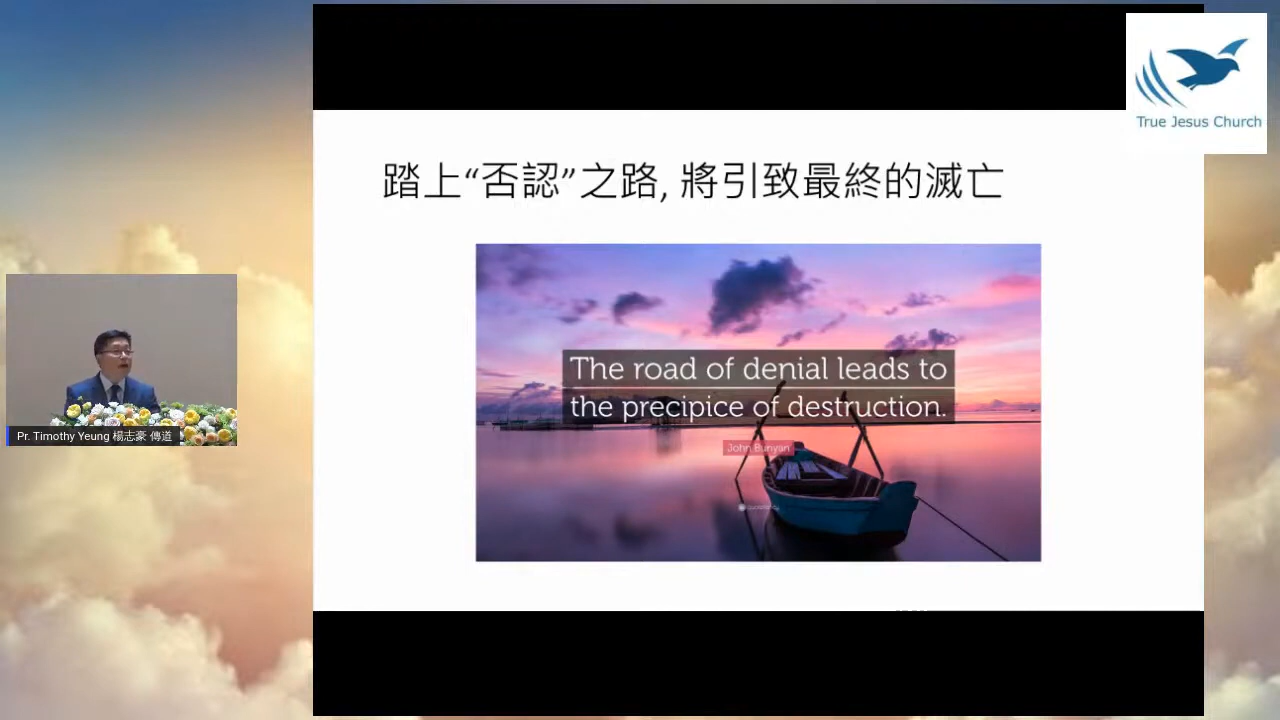 True Jesus Church
踏上“否認”之路, 將引致最終的滅亡
The road of denial leads to
the precipice of destruction.
John Bunyan
Pr. Timothy Yeung 楊志豪 傳道